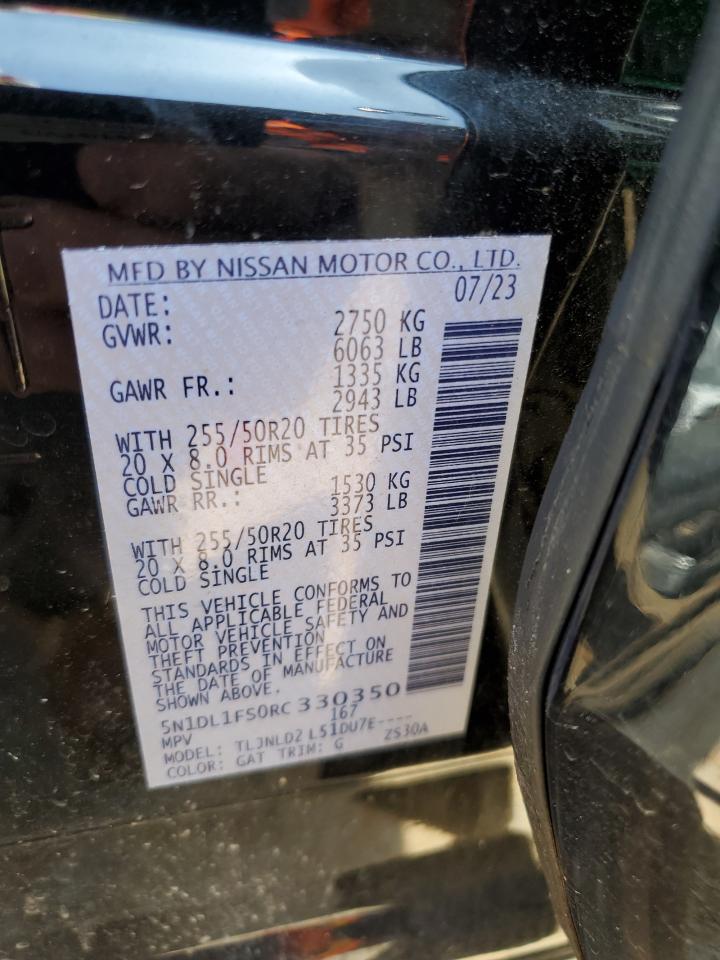 MFD BY NISSAN MOTOR CO., LTD.
DATE: 07/23
GVWR: 2750 KG
6063 LB
GAWR FR.: 1335 KG
2943 LB
WITH 255/50R20 TIRES
20 X 8.0 RIMS AT 35 PSI
COLD SINGLE
GAWR RR.: 1530 KG
3373 LB
WITH 255/50R20 TIRES
20 X 8.0 RIMS AT 35 PSI
COLD SINGLE
THIS VEHICLE CONFORMS TO
ALL APPLICABLE FEDERAL
MOTOR VEHICLE SAFETY AND
THEFT PREVENTION
STANDARDS IN EFFECT ON
THE DATE OF MANUFACTURE
SHOWN ABOVE.
5N1DL1FS0RC330350
MPV 167
MODEL: TLJNLD2 L51DU7E----
COLOR: GAT TRIM: G ZS30A